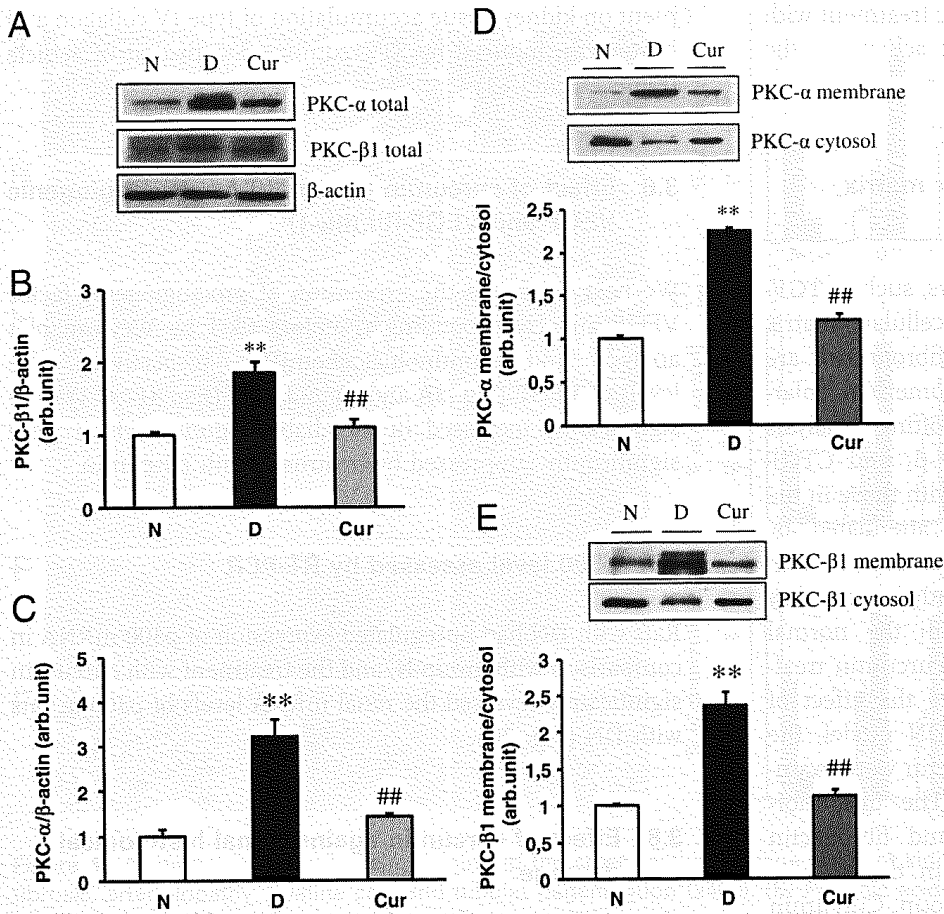 A
N D Cur
PKC-α total
PKC-β1 total
β-actin
B
PKC-β1/β-actin
(arb.unit)
3
2
1
0
**
##
N D Cur
C
PKC-α/β-actin (arb.unit)
5
4
3
2
1
0
**
##
N D Cur
D
N D Cur
PKC-α membrane
PKC-α cytosol
PKC-α membrane/cytosol
(arb.unit)
2,5
2
1,5
1
0,5
0
**
##
N D Cur
E
N D Cur
PKC-β1 membrane
PKC-β1 cytosol
PKC-β1 membrane/cytosol
(arb.unit)
3
2,5
2
1,5
1
0,5
0
**
##
N D Cur